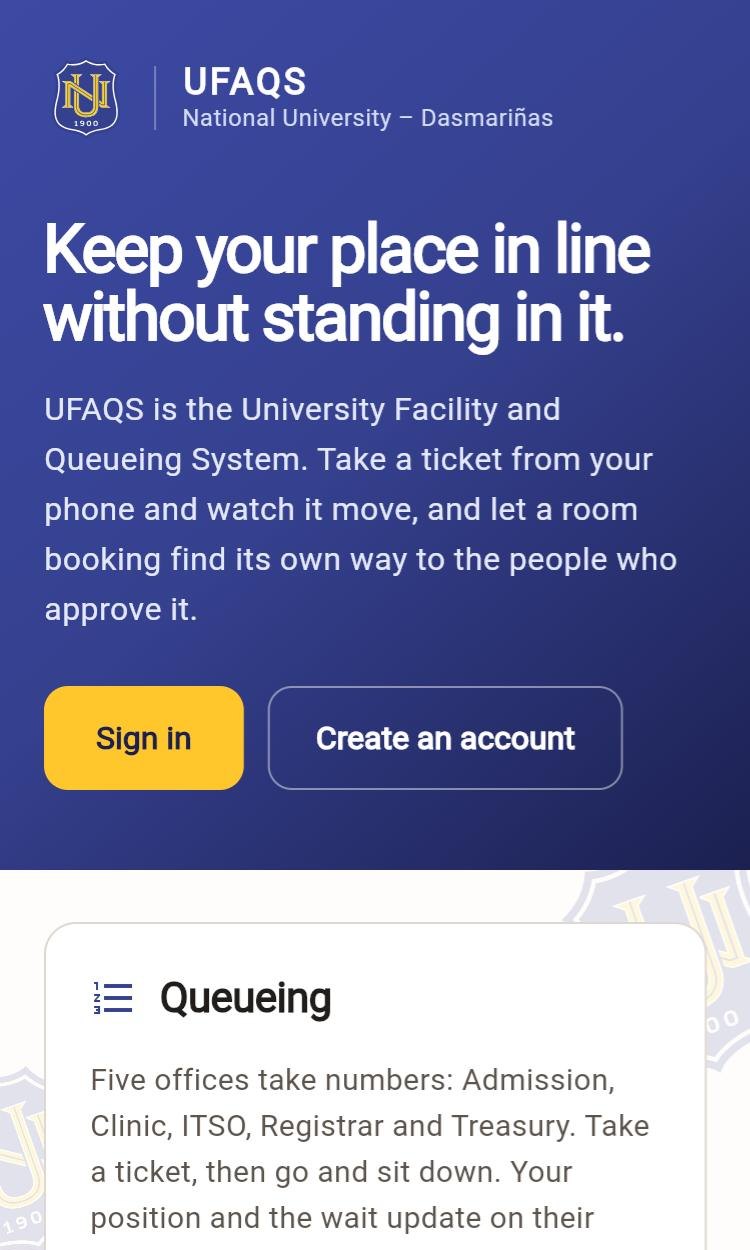 NU
1900
UFAQS
National University – Dasmariñas
Keep your place in line
without standing in it.
UFAQS is the University Facility and
Queueing System. Take a ticket from your
phone and watch it move, and let a room
booking find its own way to the people who
approve it.
Sign in
Create an account
1
2
3
Queueing
Five offices take numbers: Admission,
Clinic, ITSO, Registrar and Treasury. Take
a ticket, then go and sit down. Your
position and the wait update on their